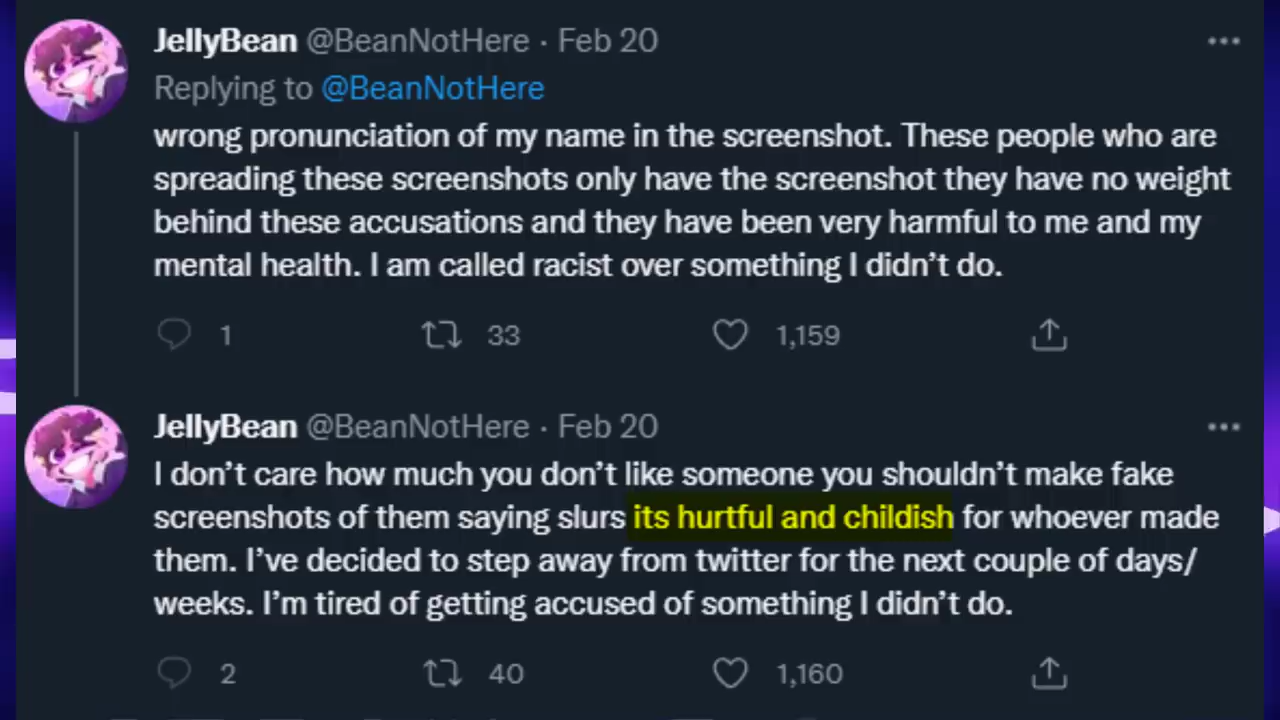 JellyBean @BeanNotHere · Feb 20
Replying to @BeanNotHere
wrong pronunciation of my name in the screenshot. These people who are
spreading these screenshots only have the screenshot they have no weight
behind these accusations and they have been very harmful to me and my
mental health. I am called racist over something I didn’t do.
1 33 1,159
JellyBean @BeanNotHere · Feb 20
I don’t care how much you don’t like someone you shouldn’t make fake
screenshots of them saying slurs its hurtful and childish for whoever made
them. I’ve decided to step away from twitter for the next couple of days/
weeks. I’m tired of getting accused of something I didn’t do.
2 40 1,160